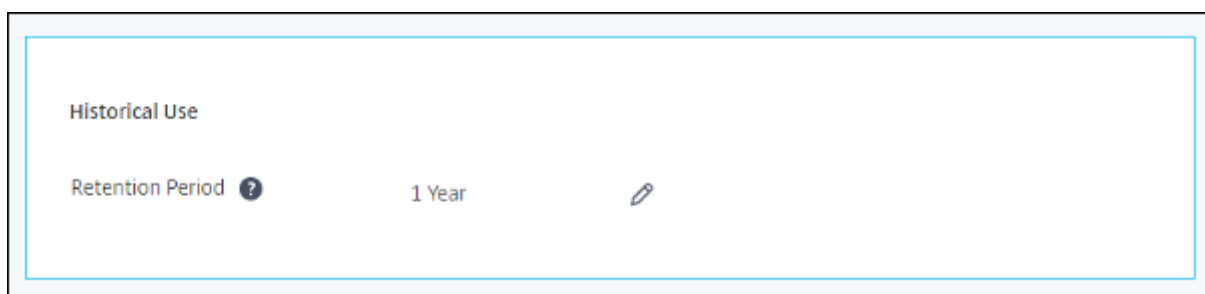 Historical Use
Retention Period ? 1 Year